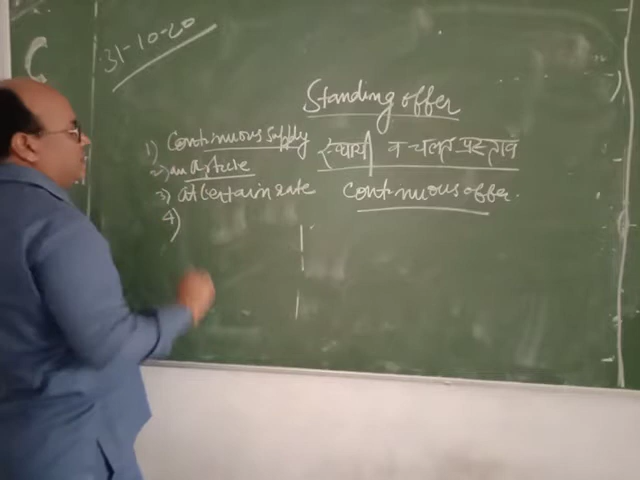 C
31-10-20
Standing offer
1) Continuous Supply
स्थायी व चलत प्रस्ताव
2) an Article
3) at Certain rate
Continuous offer.
4)